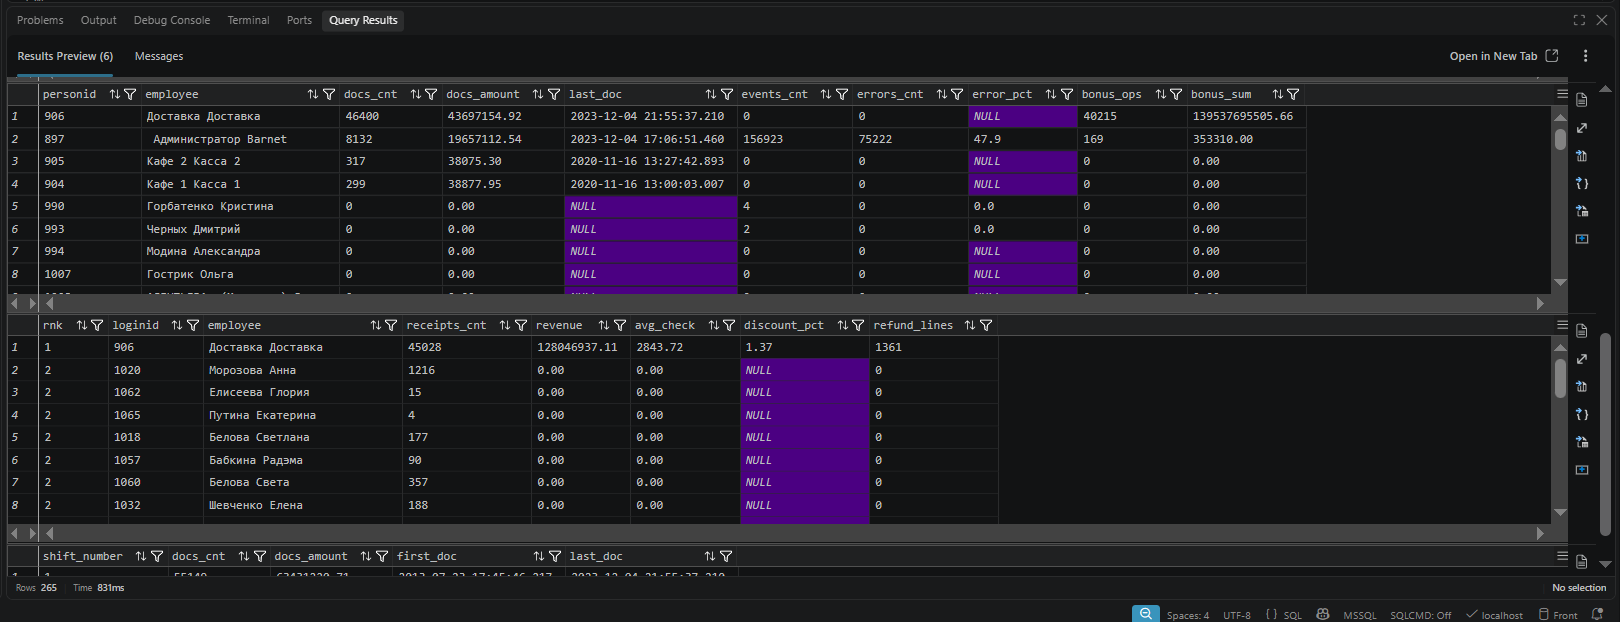 Problems Output Debug Console Terminal Ports Query Results
Results Preview (6) Messages Open in New Tab
personid employee docs_cnt docs_amount last_doc events_cnt errors_cnt error_pct bonus_ops bonus_sum
1 906 Доставка Доставка 46400 43697154.92 2023-12-04 21:55:37.210 0 0 NULL 40215 139537695505.66
2 897 Администратор Barnet 8132 19657112.54 2023-12-04 17:06:51.460 156923 75222 47.9 169 353310.00
3 905 Кафе 2 Касса 2 317 38075.30 2020-11-16 13:27:42.893 0 0 NULL 0 0.00
4 904 Кафе 1 Касса 1 299 38877.95 2020-11-16 13:00:03.007 0 0 NULL 0 0.00
5 990 Горбатенко Кристина 0 0.00 NULL 4 0 0.0 0 0.00
6 993 Черных Дмитрий 0 0.00 NULL 2 0 0.0 0 0.00
7 994 Модина Александра 0 0.00 NULL 0 0 NULL 0 0.00
8 1007 Гострик Ольга 0 0.00 NULL 0 0 NULL 0 0.00
rnk loginid employee receipts_cnt revenue avg_check discount_pct refund_lines
1 1 906 Доставка Доставка 45028 128046937.11 2843.72 1.37 1361
2 2 1020 Морозова Анна 1216 0.00 0.00 NULL 0
3 2 1062 Елисеева Глория 15 0.00 0.00 NULL 0
4 2 1065 Путина Екатерина 4 0.00 0.00 NULL 0
5 2 1018 Белова Светлана 177 0.00 0.00 NULL 0
6 2 1057 Бабкина Радэма 90 0.00 0.00 NULL 0
7 2 1060 Белова Света 357 0.00 0.00 NULL 0
8 2 1032 Шевченко Елена 188 0.00 0.00 NULL 0
shift_number docs_cnt docs_amount first_doc last_doc
Rows 265 Time 831ms No selection
Spaces: 4 UTF-8 { } SQL MSSQL SQLCMD: Off localhost Front